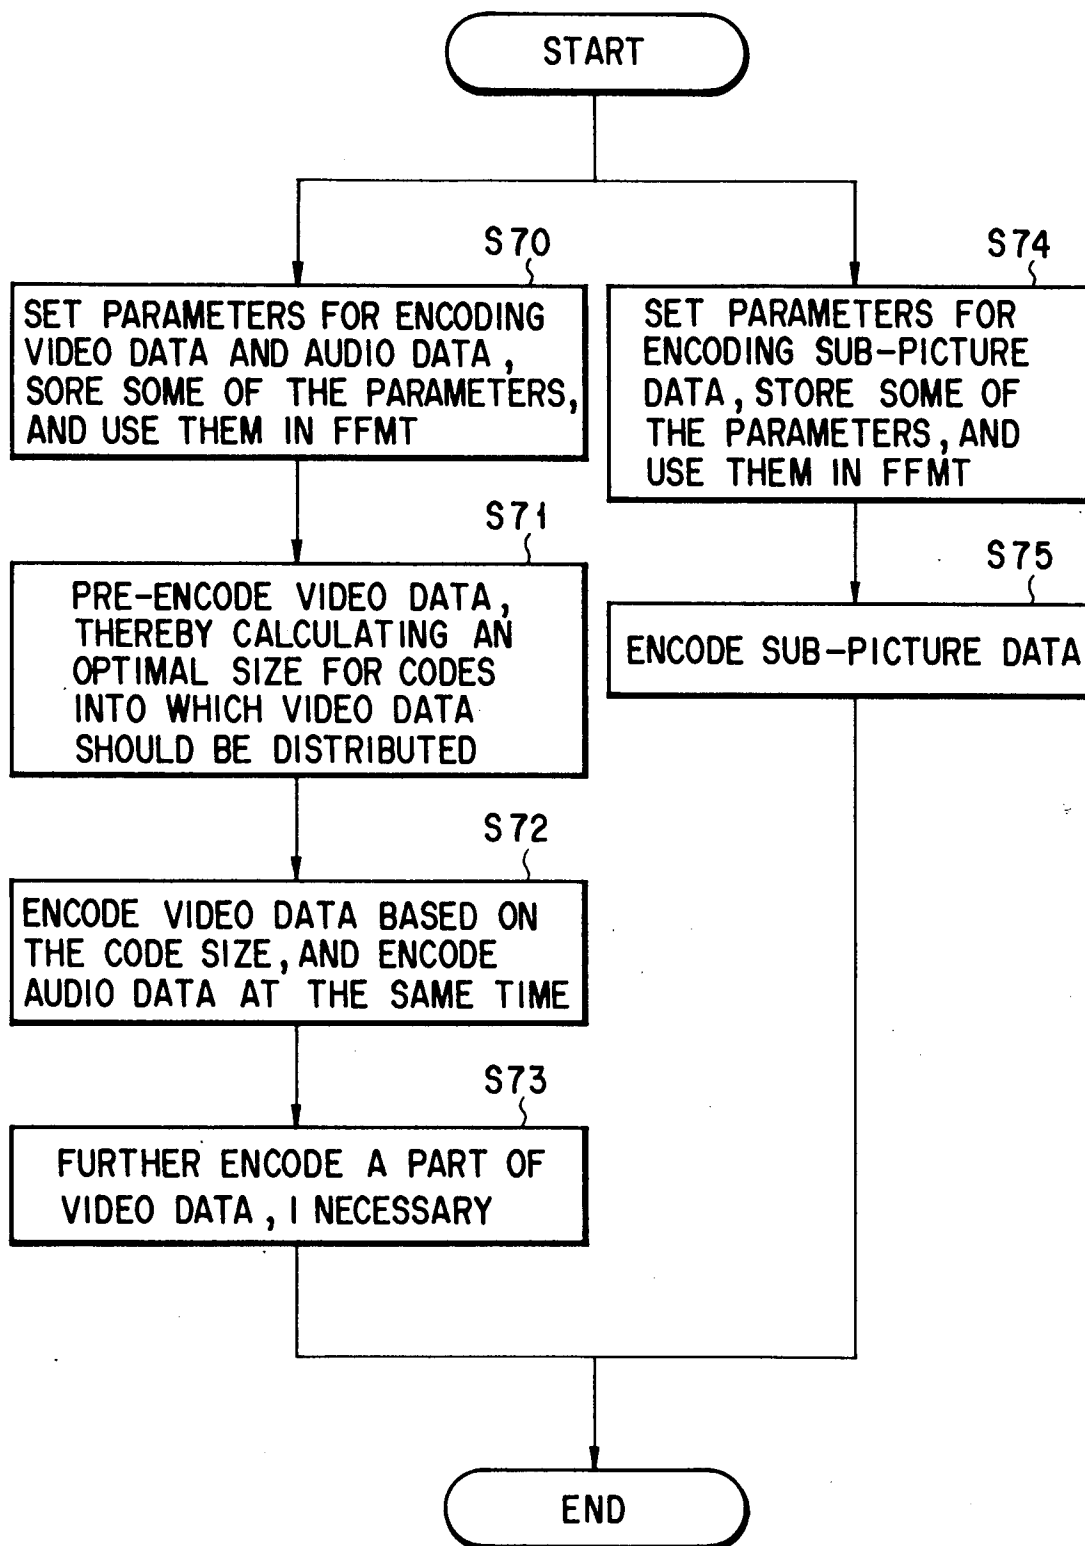 START
S70
SET PARAMETERS FOR ENCODING
VIDEO DATA AND AUDIO DATA,
SORE SOME OF THE PARAMETERS,
AND USE THEM IN FFMT
S71
PRE-ENCODE VIDEO DATA,
THEREBY CALCULATING AN
OPTIMAL SIZE FOR CODES
INTO WHICH VIDEO DATA
SHOULD BE DISTRIBUTED
S72
ENCODE VIDEO DATA BASED ON
THE CODE SIZE, AND ENCODE
AUDIO DATA AT THE SAME TIME
S73
FURTHER ENCODE A PART OF
VIDEO DATA, I NECESSARY
S74
SET PARAMETERS FOR
ENCODING SUB-PICTURE
DATA, STORE SOME OF
THE PARAMETERS, AND
USE THEM IN FFMT
S75
ENCODE SUB-PICTURE DATA
END